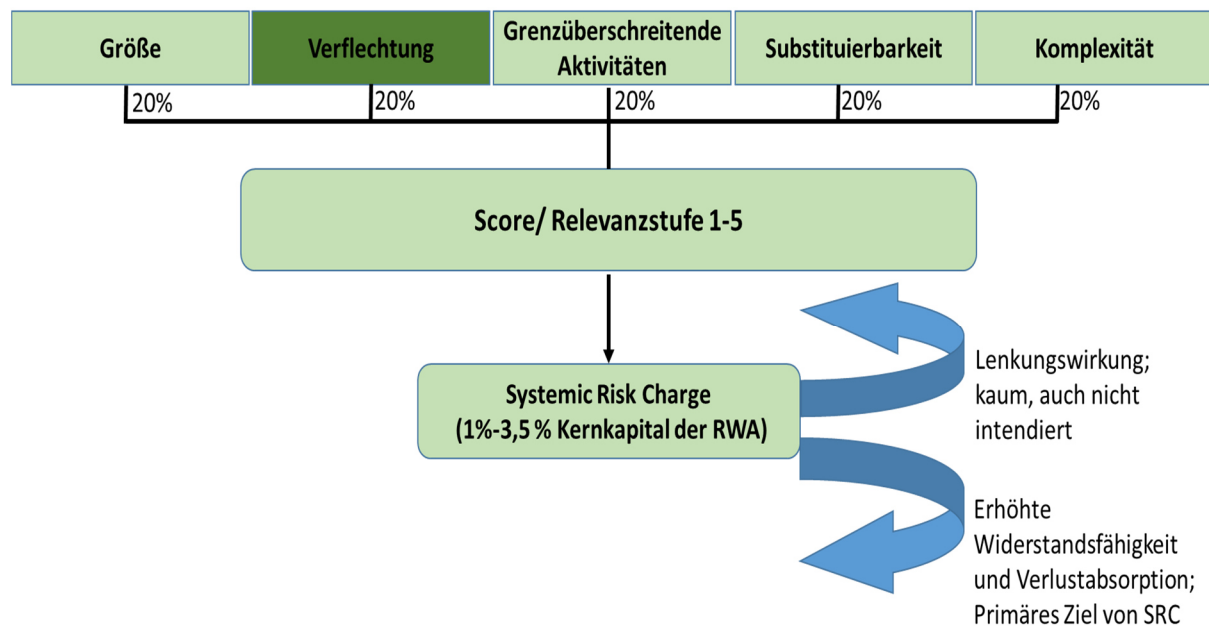 Größe
Verflechtung
Grenzüberschreitende
Aktivitäten
Substituierbarkeit
Komplexität
20%
20%
20%
20%
20%
Score/ Relevanzstufe 1-5
Systemic Risk Charge
(1%-3,5 % Kernkapital der RWA)
Lenkungswirkung;
kaum, auch nicht
intendiert
Erhöhte
Widerstandsfähigkeit
und Verlustabsorption;
Primäres Ziel von SRC